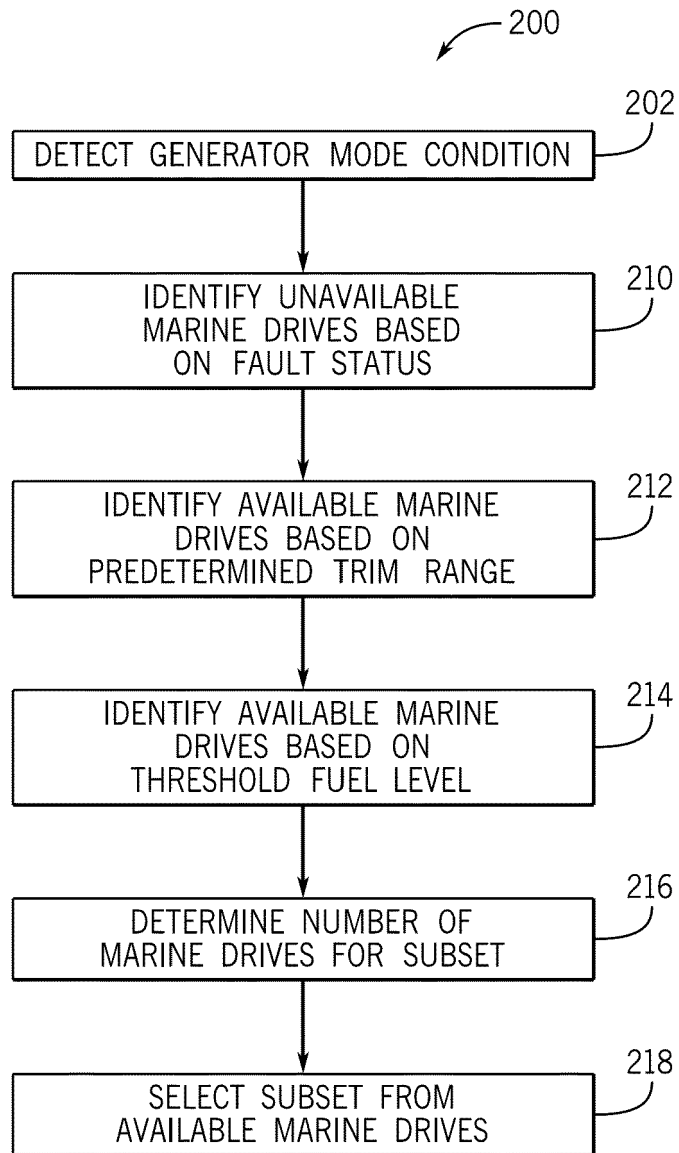 200
202
DETECT GENERATOR MODE CONDITION
210
IDENTIFY UNAVAILABLE
MARINE DRIVES BASED
ON FAULT STATUS
212
IDENTIFY AVAILABLE MARINE
DRIVES BASED ON
PREDETERMINED TRIM RANGE
214
IDENTIFY AVAILABLE MARINE
DRIVES BASED ON
THRESHOLD FUEL LEVEL
216
DETERMINE NUMBER OF
MARINE DRIVES FOR SUBSET
218
SELECT SUBSET FROM
AVAILABLE MARINE DRIVES